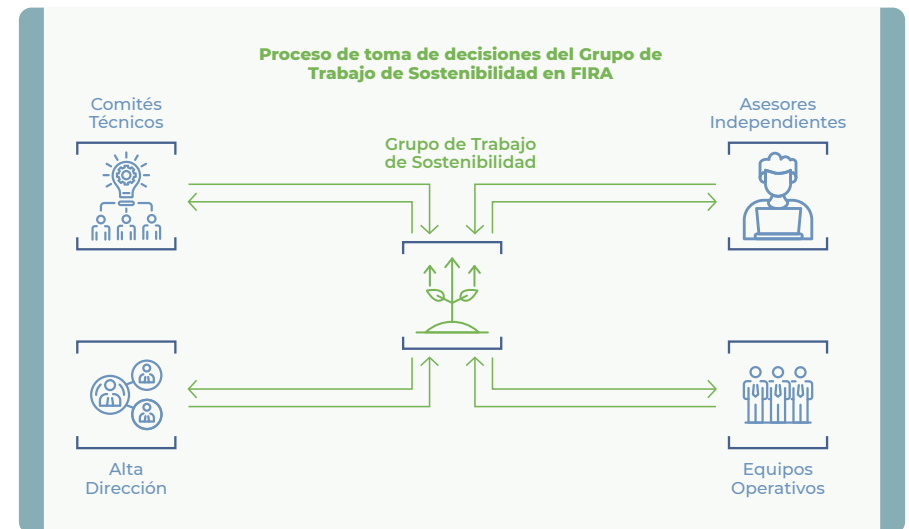 Proceso de toma de decisiones del Grupo de
Trabajo de Sostenibilidad en FIRA
Comités
Técnicos
Asesores
Independientes
Grupo de Trabajo
de Sostenibilidad
Alta
Dirección
Equipos
Operativos